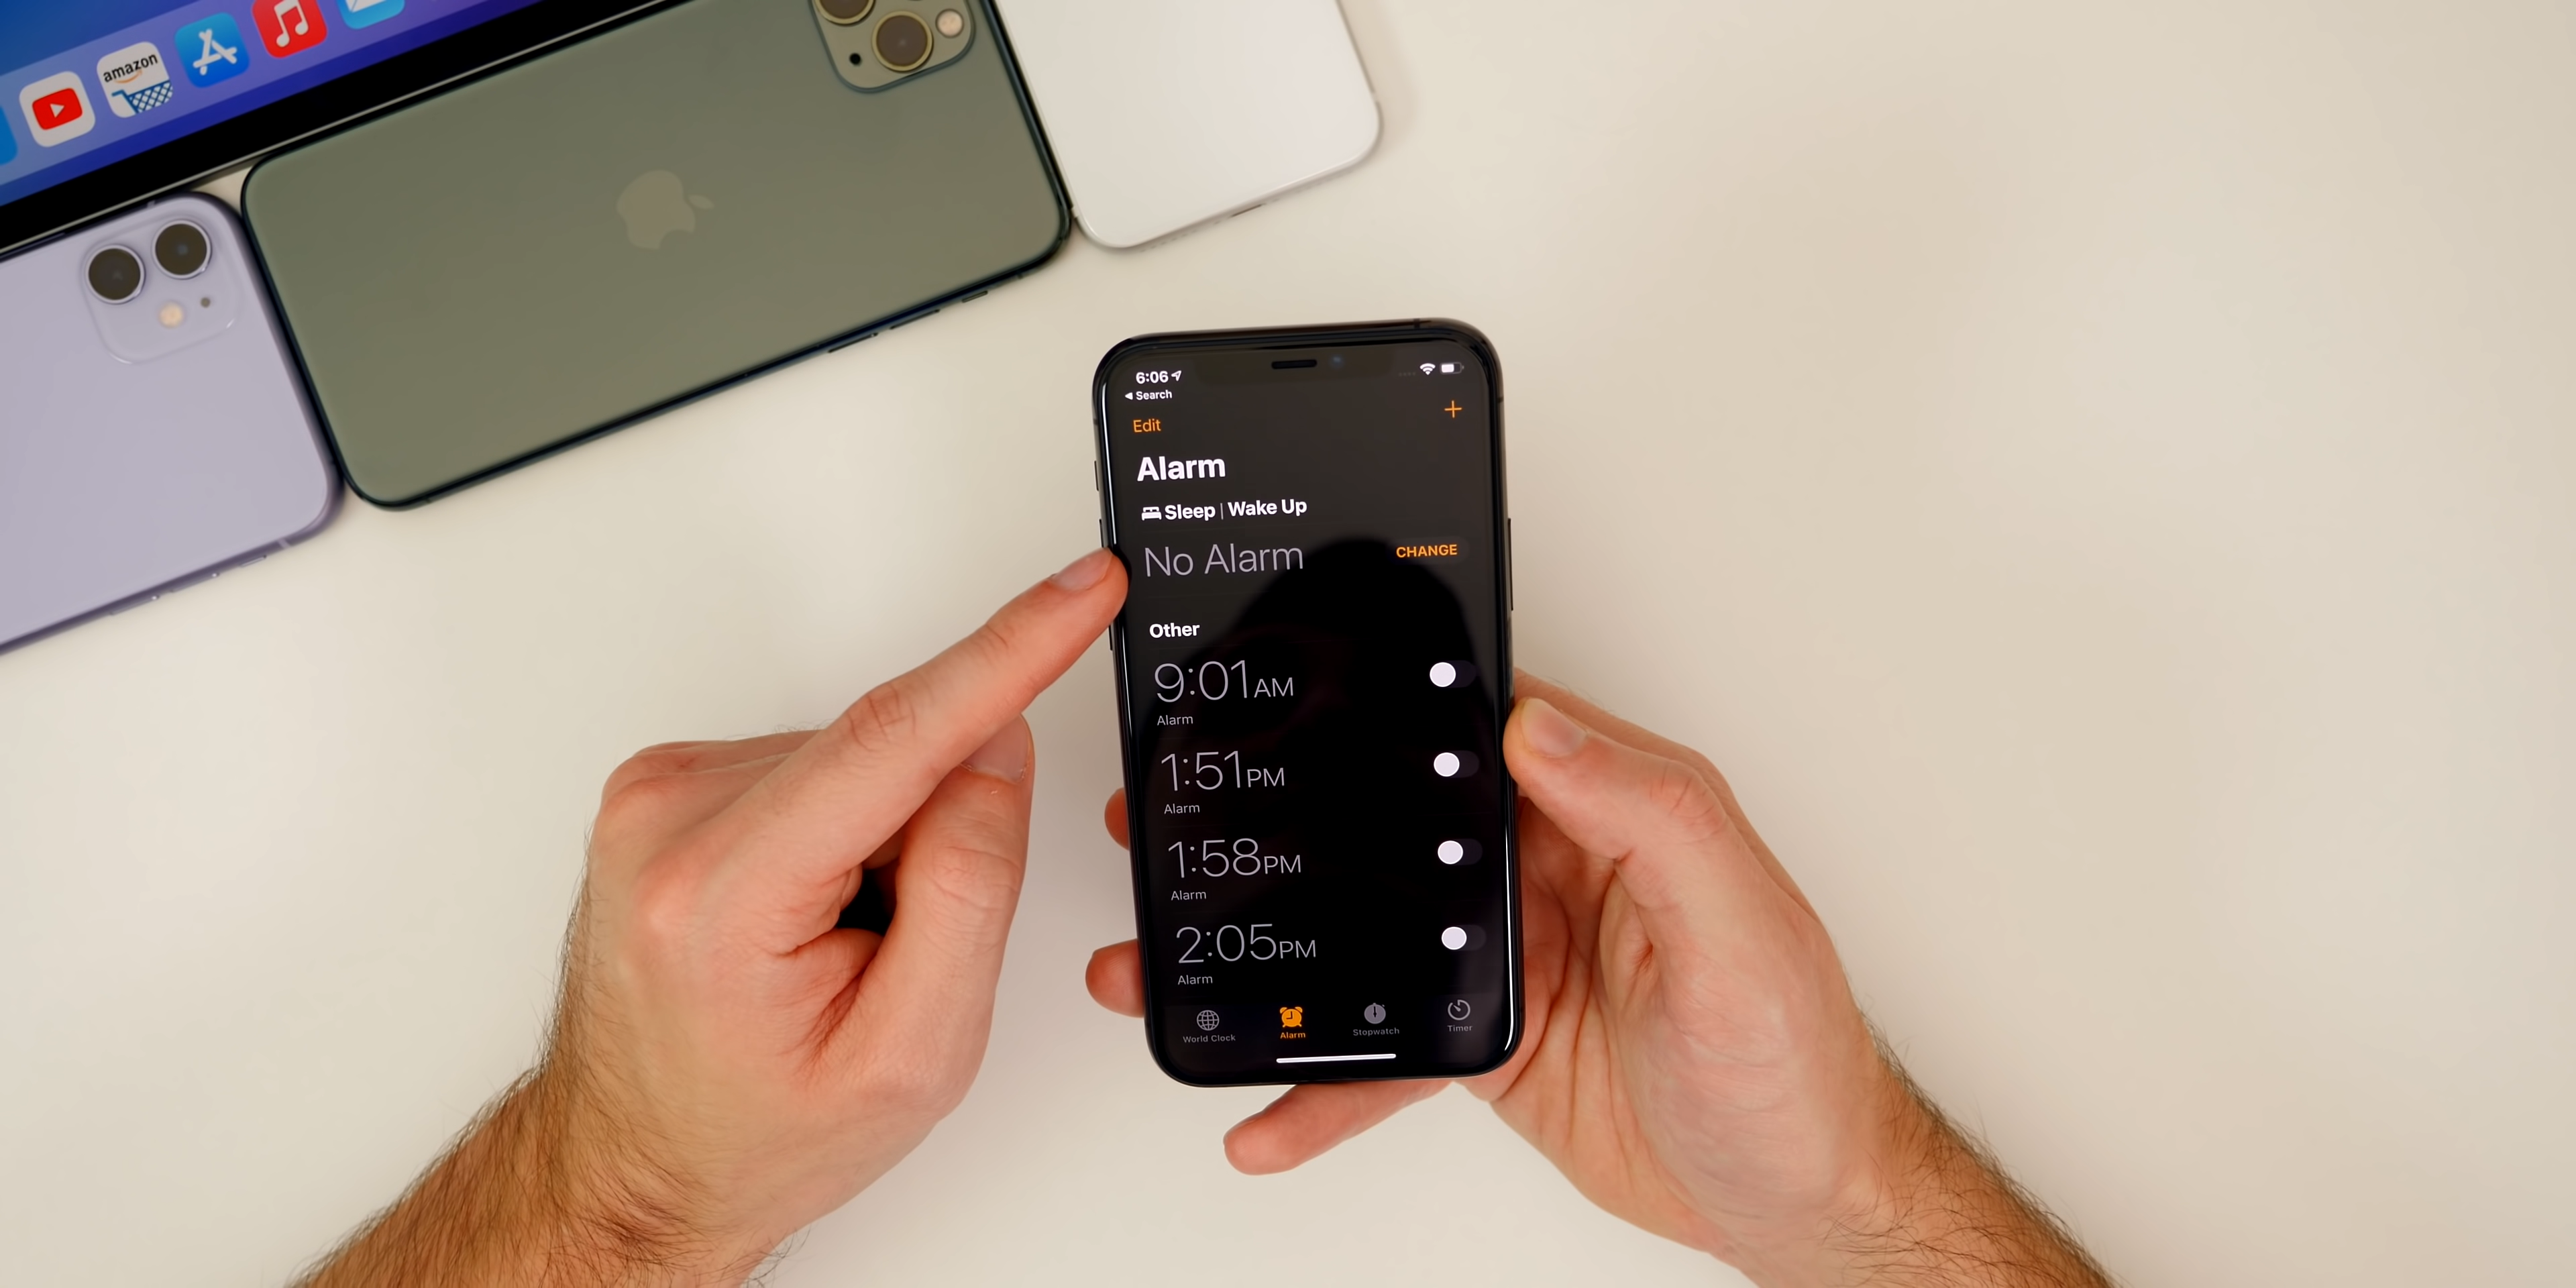 amazon
6:06
Search
Edit
+
Alarm
Sleep | Wake Up
No Alarm
CHANGE
Other
9:01AM
Alarm
1:51PM
Alarm
1:58PM
Alarm
2:05PM
Alarm
World Clock
Alarm
Stopwatch
Timer